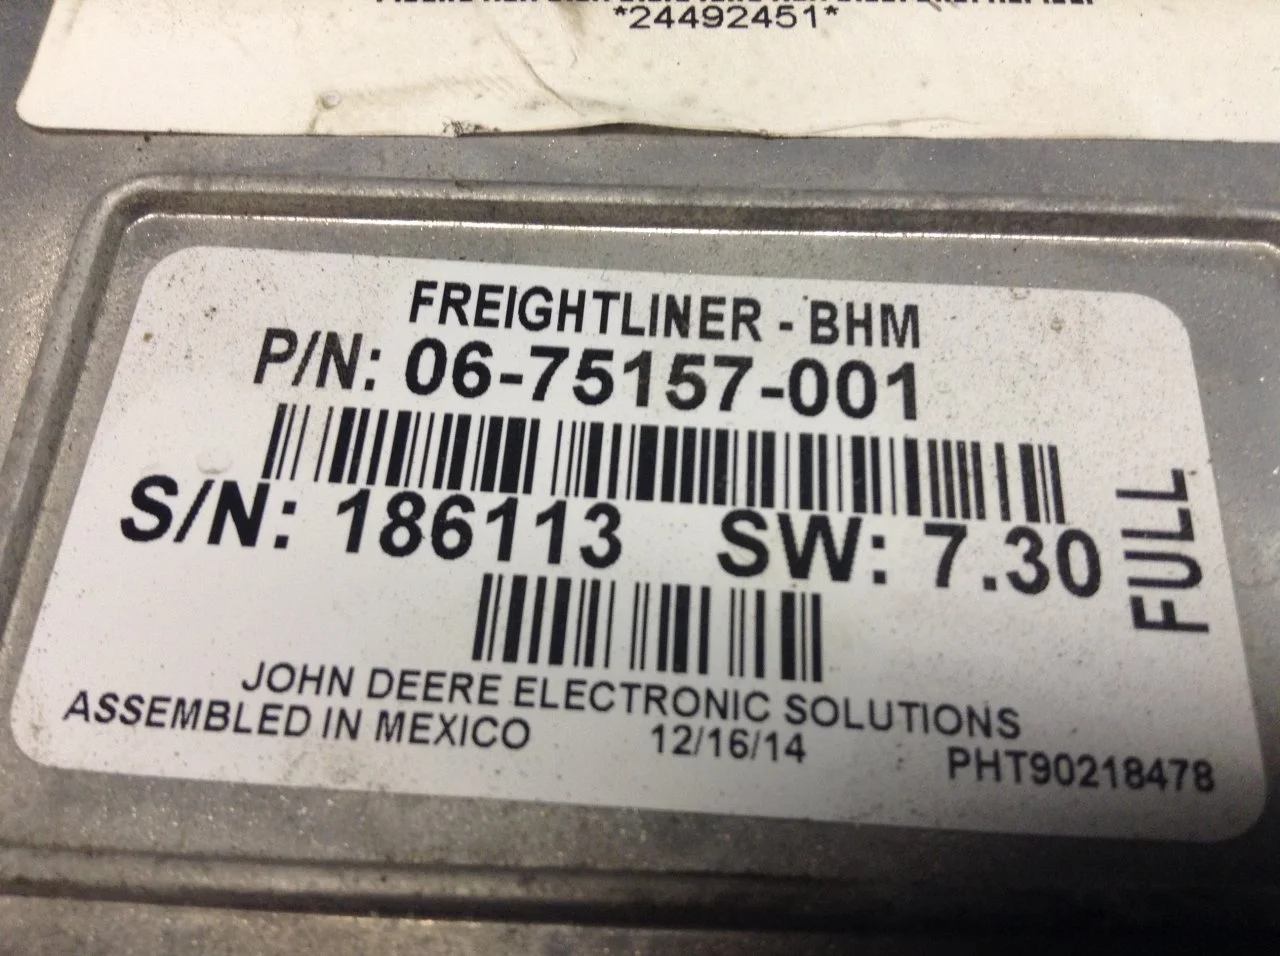 *24492451*
FREIGHTLINER - BHM
P/N: 06-75157-001
S/N: 186113 SW: 7.30
FULL
JOHN DEERE ELECTRONIC SOLUTIONS
ASSEMBLED IN MEXICO 12/16/14 PHT90218478